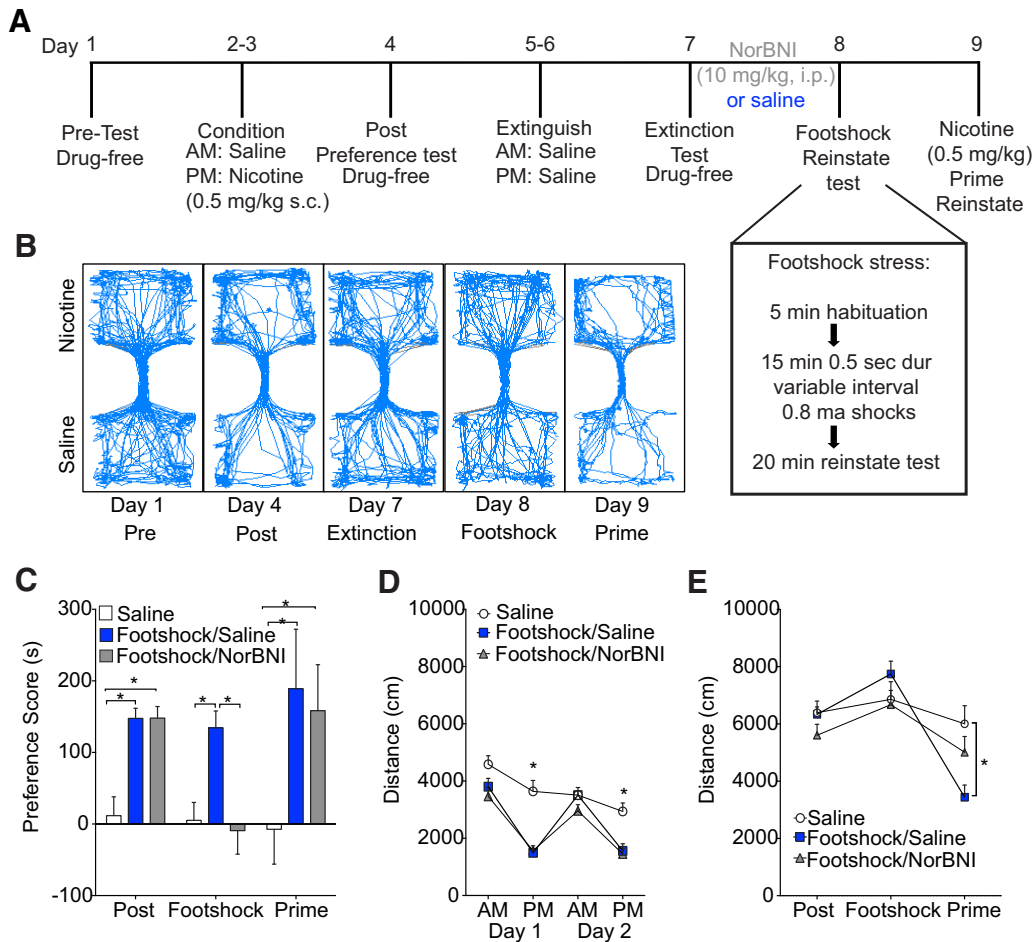 A
Day 1 2-3 4 5-6 7 8 9
NorBNI
(10 mg/kg, i.p.)
or saline
Pre-Test
Drug-free
Condition
AM: Saline
PM: Nicotine
(0.5 mg/kg s.c.)
Post
Preference test
Drug-free
Extinguish
AM: Saline
PM: Saline
Extinction
Test
Drug-free
Footshock
Reinstate
test
Nicotine
(0.5 mg/kg)
Prime
Reinstate
Footshock stress:
5 min habituation
15 min 0.5 sec dur
variable interval
0.8 ma shocks
20 min reinstate test
B
Nicotine
Saline
Day 1
Pre
Day 4
Post
Day 7
Extinction
Day 8
Footshock
Day 9
Prime
C
Preference Score (s)
300
200
100
0
-100
Saline
Footshock/Saline
Footshock/NorBNI
* * * * * *
Post Footshock Prime
D
Distance (cm)
10000
8000
6000
4000
2000
0
Saline
Footshock/Saline
Footshock/NorBNI
* *
AM PM AM PM
Day 1 Day 2
E
Distance (cm)
10000
8000
6000
4000
2000
0
*
Saline
Footshock/Saline
Footshock/NorBNI
Post Footshock Prime